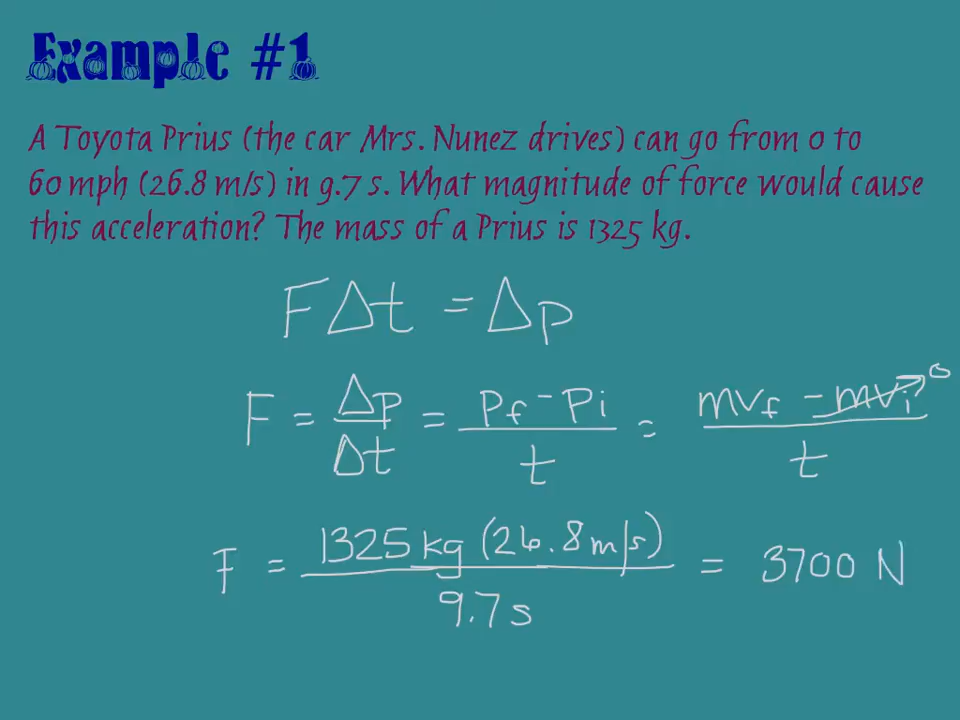 Example #1
A Toyota Prius (the car Mrs. Nunez drives) can go from 0 to
60 mph (26.8 m/s) in 9.7 s. What magnitude of force would cause
this acceleration? The mass of a Prius is 1325 kg.
FΔt = Δp
F = Δp/Δt = (pf - pi)/t = (mvf - mvi 0)/t
F = 1325 kg (26.8 m/s)/9.7 s = 3700 N